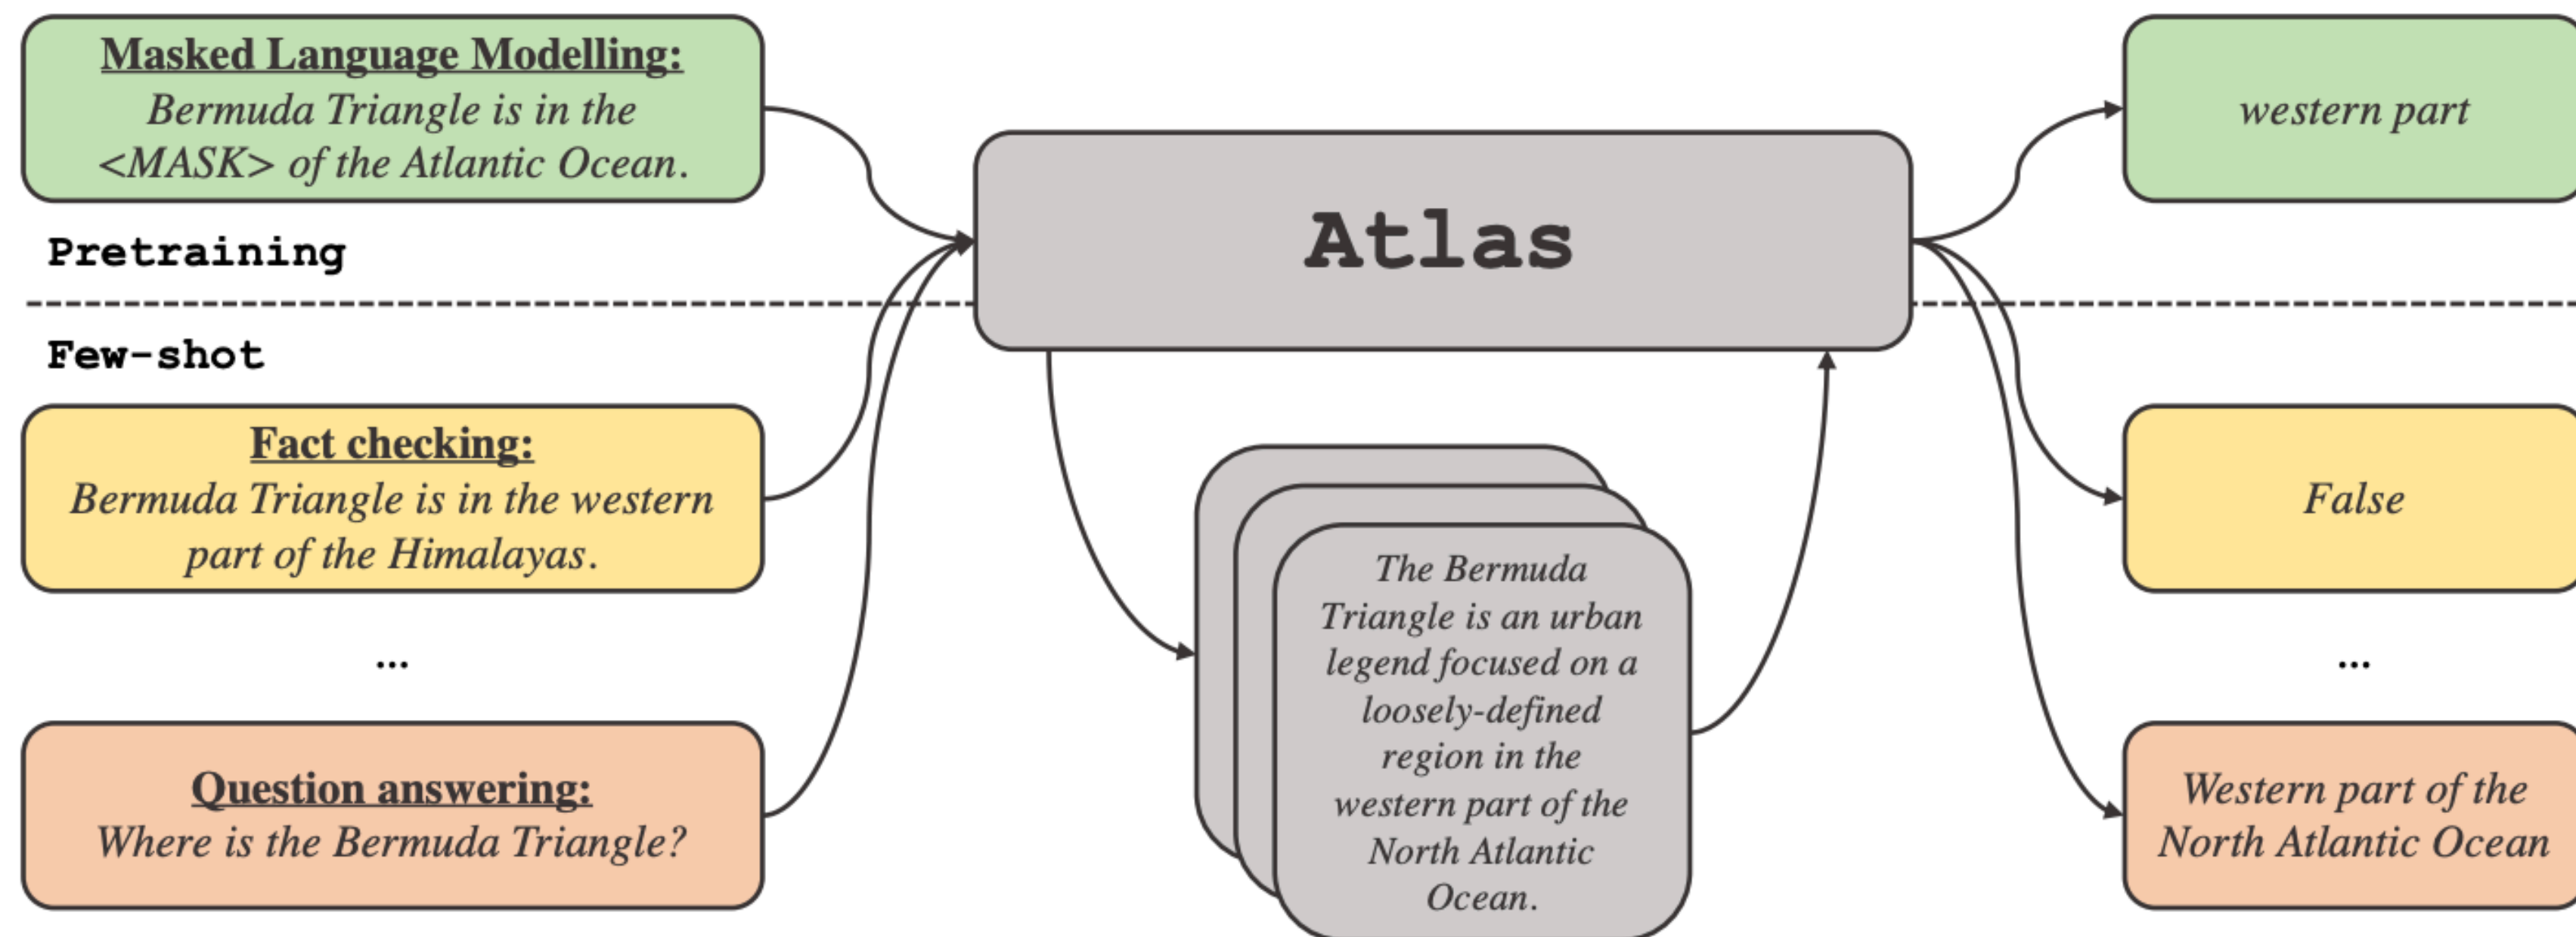 Masked Language Modelling:
Bermuda Triangle is in the
<MASK> of the Atlantic Ocean.
Pretraining
Few-shot
Fact checking:
Bermuda Triangle is in the western
part of the Himalayas.
...
Question answering:
Where is the Bermuda Triangle?
Atlas
The Bermuda
Triangle is an urban
legend focused on a
loosely-defined
region in the
western part of the
North Atlantic
Ocean.
western part
False
...
Western part of the
North Atlantic Ocean